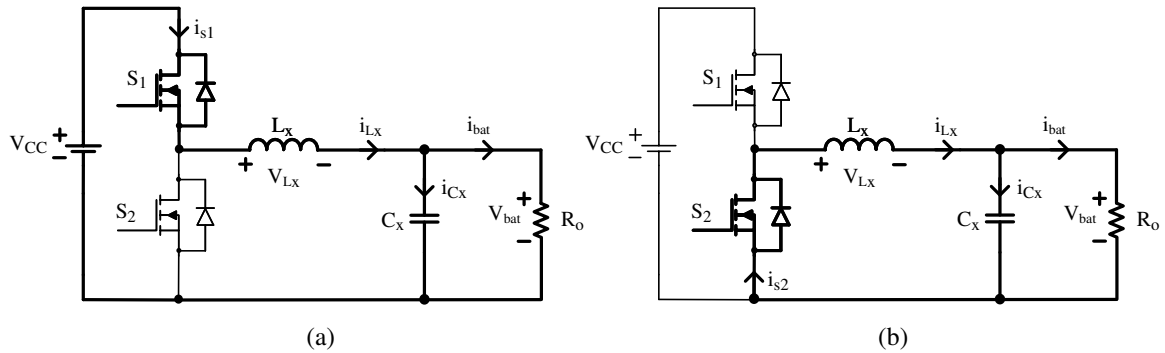 i_s1
S_1
V_CC
+
−
L_x
i_Lx
i_bat
+
−
V_Lx
i_Cx
S_2
C_x
V_bat
+
−
R_o
(a)
S_1
V_CC
+
−
L_x
i_Lx
i_bat
+
−
V_Lx
i_Cx
S_2
C_x
V_bat
+
−
R_o
i_s2
(b)